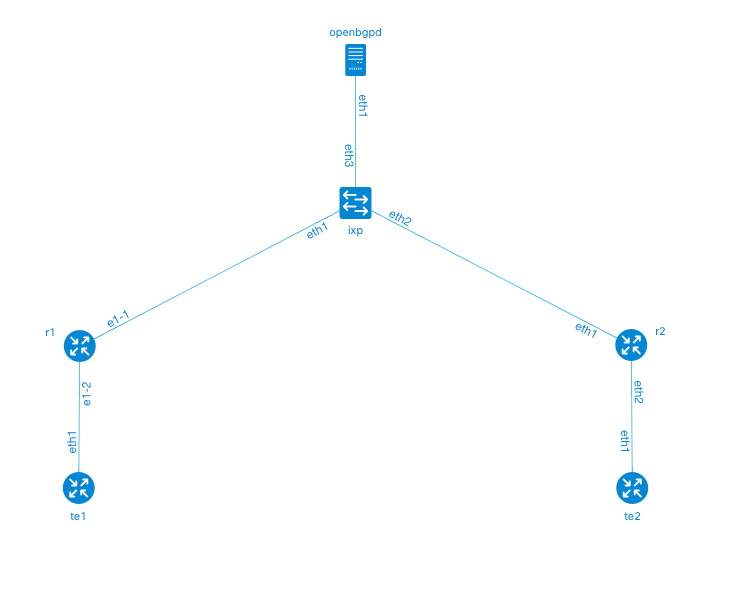 openbgpd
eth1
eth3
ixp
eth1
eth2
e1-1
eth1
r1
r2
e1-2
eth2
eth1
eth1
te1
te2